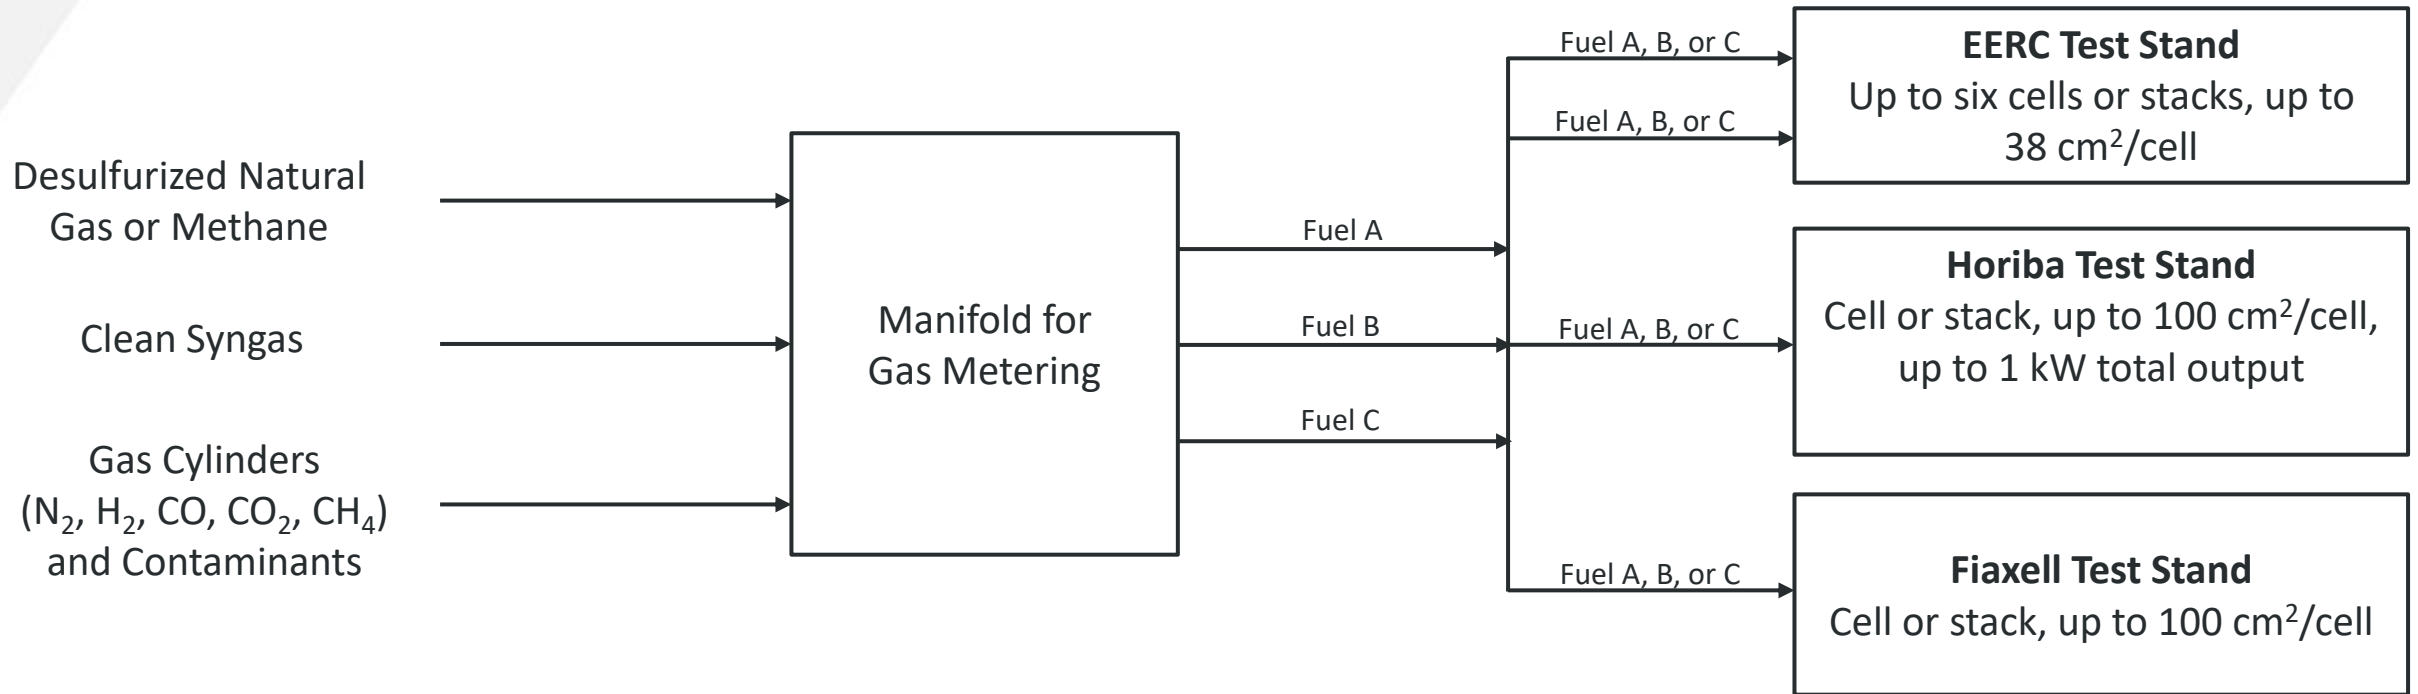 Desulfurized Natural
Gas or Methane
Clean Syngas
Gas Cylinders
(N₂, H₂, CO, CO₂, CH₄)
and Contaminants
Manifold for
Gas Metering
Fuel A
Fuel B
Fuel C
Fuel A, B, or C
Fuel A, B, or C
Fuel A, B, or C
Fuel A, B, or C
EERC Test Stand
Up to six cells or stacks, up to
38 cm²/cell
Horiba Test Stand
Cell or stack, up to 100 cm²/cell,
up to 1 kW total output
Fiaxell Test Stand
Cell or stack, up to 100 cm²/cell